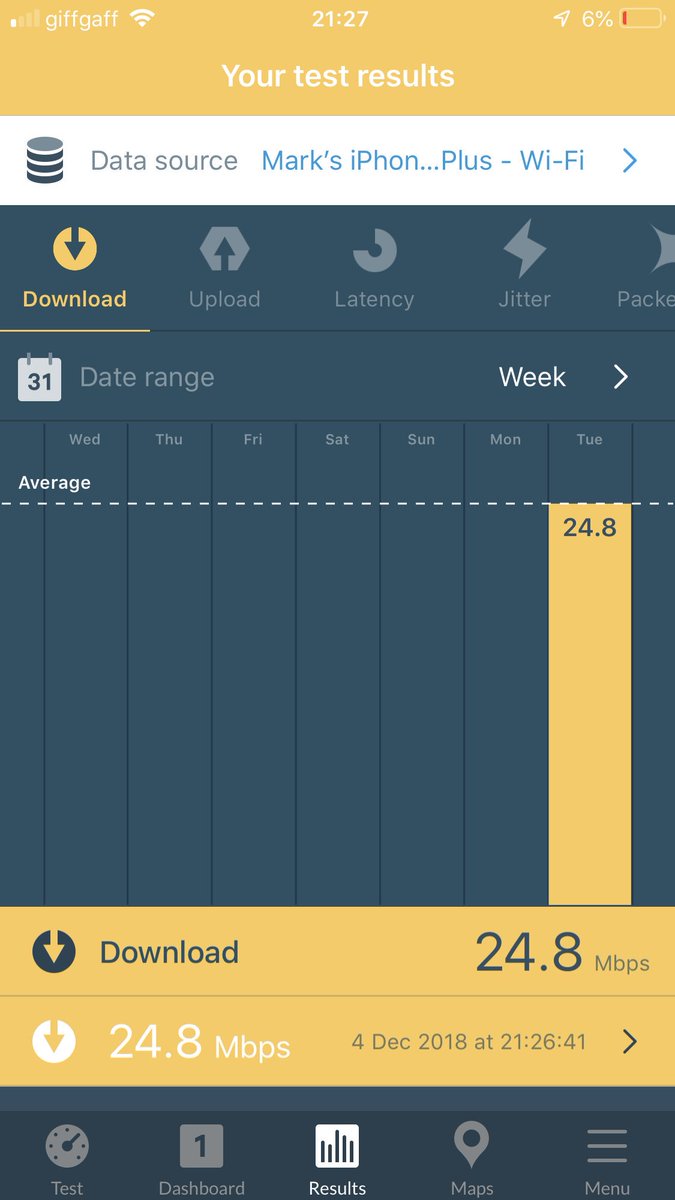 giffgaff 21:27 6%
Your test results
Data source Mark’s iPhon...Plus - Wi-Fi
Download Upload Latency Jitter Packe
31 Date range Week
Wed Thu Fri Sat Sun Mon Tue
Average
24.8
Download 24.8 Mbps
24.8 Mbps 4 Dec 2018 at 21:26:41
1
Test Dashboard Results Maps Menu